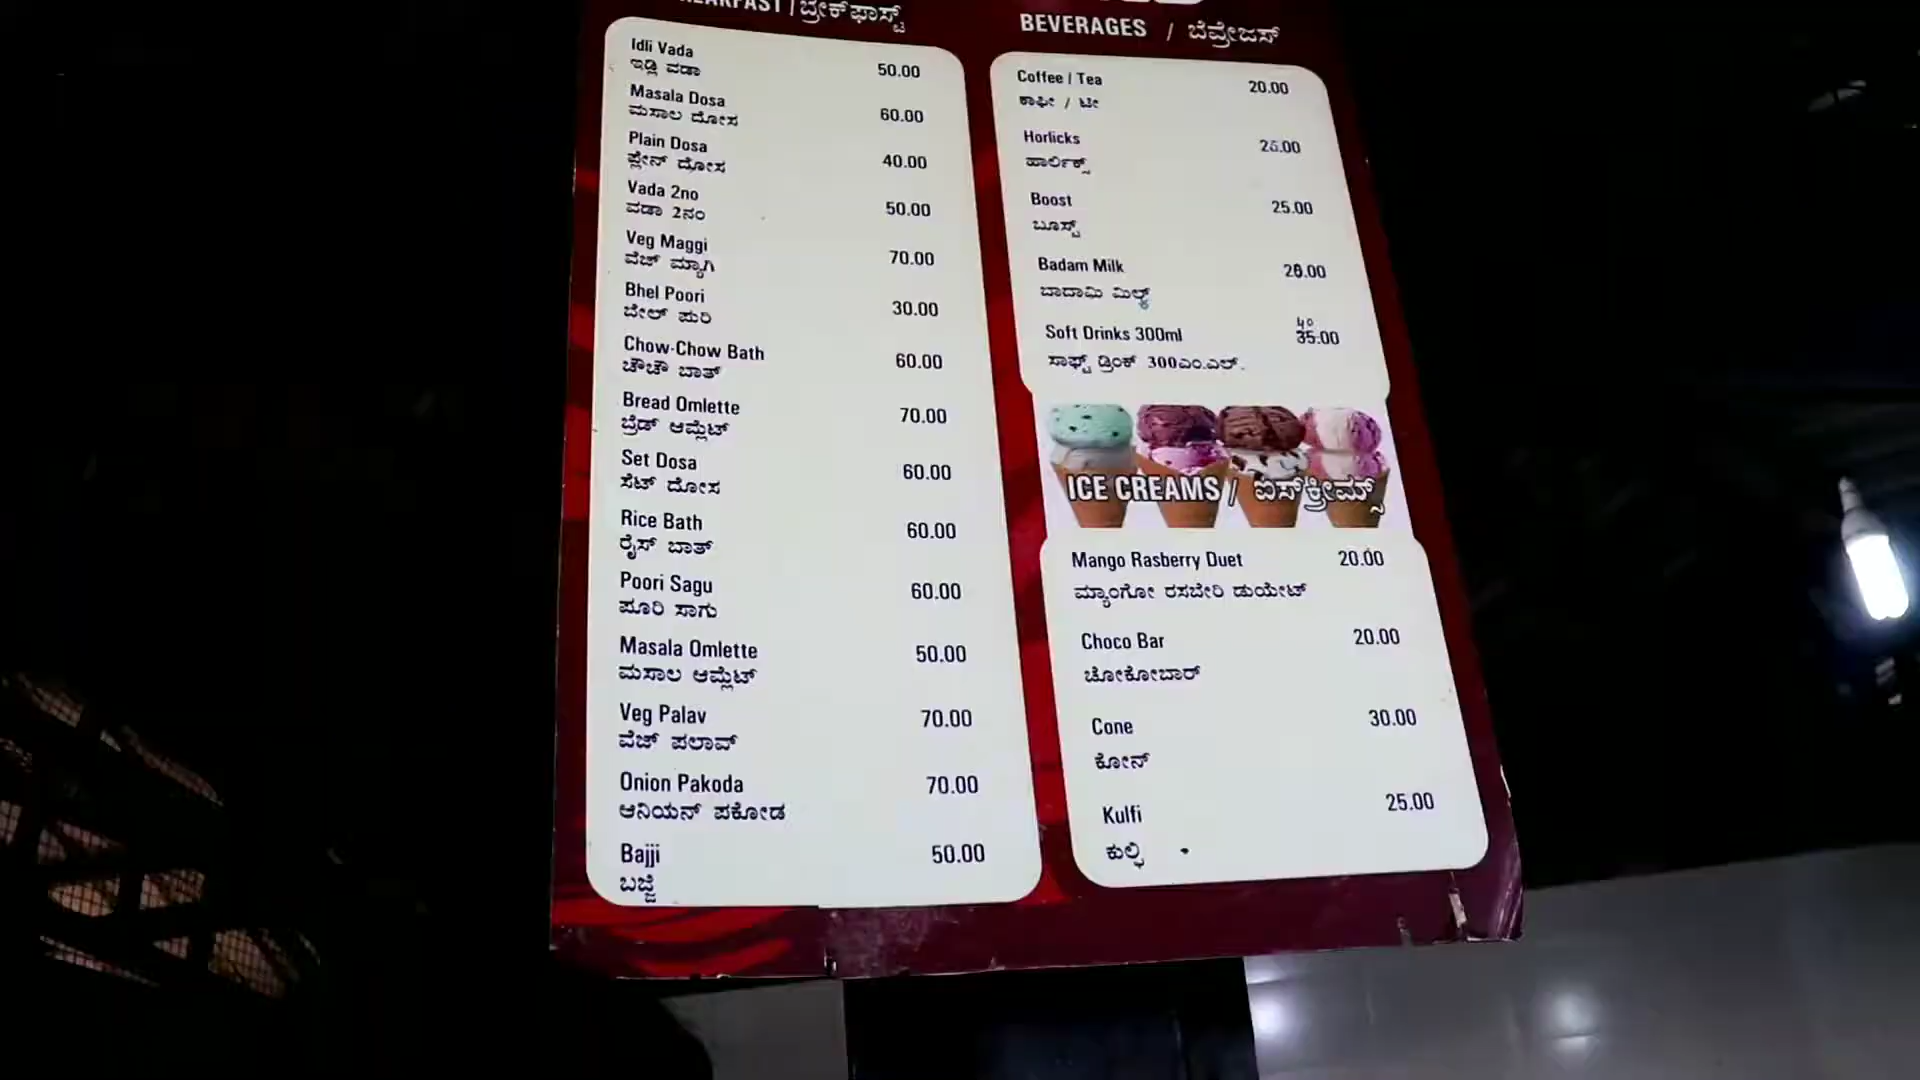 BREAKFAST / ಬ್ರೇಕ್‌ಫಾಸ್ಟ್
Idli Vada 50.00
ಇಡ್ಲಿ ವಡಾ
Masala Dosa 60.00
ಮಸಾಲ ದೋಸ
Plain Dosa 40.00
ಪ್ಲೇನ್ ದೋಸ
Vada 2no 50.00
ವಡಾ 2ನಂ
Veg Maggi 70.00
ವೆಜ್ ಮ್ಯಾಗಿ
Bhel Poori 30.00
ಬೇಲ್ ಪುರಿ
Chow-Chow Bath 60.00
ಚೌಚೌ ಬಾತ್
Bread Omlette 70.00
ಬ್ರೆಡ್ ಆಮ್ಲೆಟ್
Set Dosa 60.00
ಸೆಟ್ ದೋಸ
Rice Bath 60.00
ರೈಸ್ ಬಾತ್
Poori Sagu 60.00
ಪೂರಿ ಸಾಗು
Masala Omlette 50.00
ಮಸಾಲ ಆಮ್ಲೆಟ್
Veg Palav 70.00
ವೆಜ್ ಪಲಾವ್
Onion Pakoda 70.00
ಆನಿಯನ್ ಪಕೋಡ
Bajji 50.00
ಬಜ್ಜಿ
BEVERAGES / ಬೆವ್ರೇಜಸ್
Coffee / Tea 20.00
ಕಾಫೀ / ಟೀ
Horlicks
ಹಾರ್ಲಿಕ್ಸ್
Boost 25.00
ಬೂಸ್ಟ್
Badam Milk
ಬಾದಾಮಿ ಮಿಲ್ಕ್
Soft Drinks 300ml 35.00
ಸಾಫ್ಟ್ ಡ್ರಿಂಕ್ 300ಎಂ.ಎಲ್.
ICE CREAMS / ಐಸ್‌ಕ್ರೀಮ್ಸ್
Mango Rasberry Duet 20.00
ಮ್ಯಾಂಗೋ ರಸಬೇರಿ ಡುಯೇಟ್
Choco Bar 20.00
ಚೋಕೋಬಾರ್
Cone 30.00
ಕೋನ್
Kulfi 25.00
ಕುಲ್ಫಿ